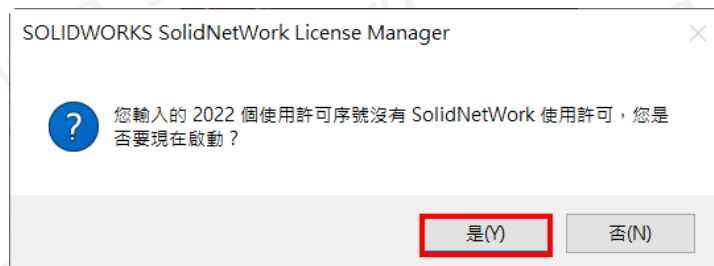 SOLIDWORKS SolidNetWork License Manager
您輸入的 2022 個使用許可序號沒有 SolidNetWork 使用許可，您是
否要現在啟動？
是(Y)
否(N)